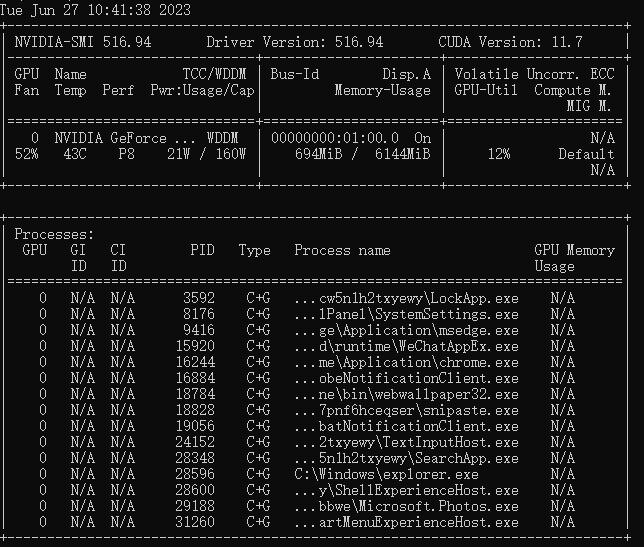 Tue Jun 27 10:41:38 2023
NVIDIA-SMI 516.94 Driver Version: 516.94 CUDA Version: 11.7
GPU Name TCC/WDDM Bus-Id Disp.A Volatile Uncorr. ECC
Fan Temp Perf Pwr:Usage/Cap Memory-Usage GPU-Util Compute M.
MIG M.
0 NVIDIA GeForce ... WDDM 00000000:01:00.0 On N/A
52% 43C P8 21W / 160W 694MiB / 6144MiB 12% Default
N/A
Processes:
GPU GI CI PID Type Process name GPU Memory
ID ID Usage
0 N/A N/A 3592 C+G ...cw5n1h2txyewy\LockApp.exe N/A
0 N/A N/A 8176 C+G ...lPanel\SystemSettings.exe N/A
0 N/A N/A 9416 C+G ...ge\Application\msedge.exe N/A
0 N/A N/A 15920 C+G ...d\runtime\WeChatAppEx.exe N/A
0 N/A N/A 16244 C+G ...me\Application\chrome.exe N/A
0 N/A N/A 16884 C+G ...obeNotificationClient.exe N/A
0 N/A N/A 18784 C+G ...ne\bin\webwallpaper32.exe N/A
0 N/A N/A 18828 C+G ...7pnf6hceqser\snipaste.exe N/A
0 N/A N/A 19056 C+G ...batNotificationClient.exe N/A
0 N/A N/A 24152 C+G ...2txyewy\TextInputHost.exe N/A
0 N/A N/A 28348 C+G ...5n1h2txyewy\SearchApp.exe N/A
0 N/A N/A 28596 C+G C:\Windows\explorer.exe N/A
0 N/A N/A 28600 C+G ...y\ShellExperienceHost.exe N/A
0 N/A N/A 29188 C+G ...bbwe\Microsoft.Photos.exe N/A
0 N/A N/A 31260 C+G ...artMenuExperienceHost.exe N/A